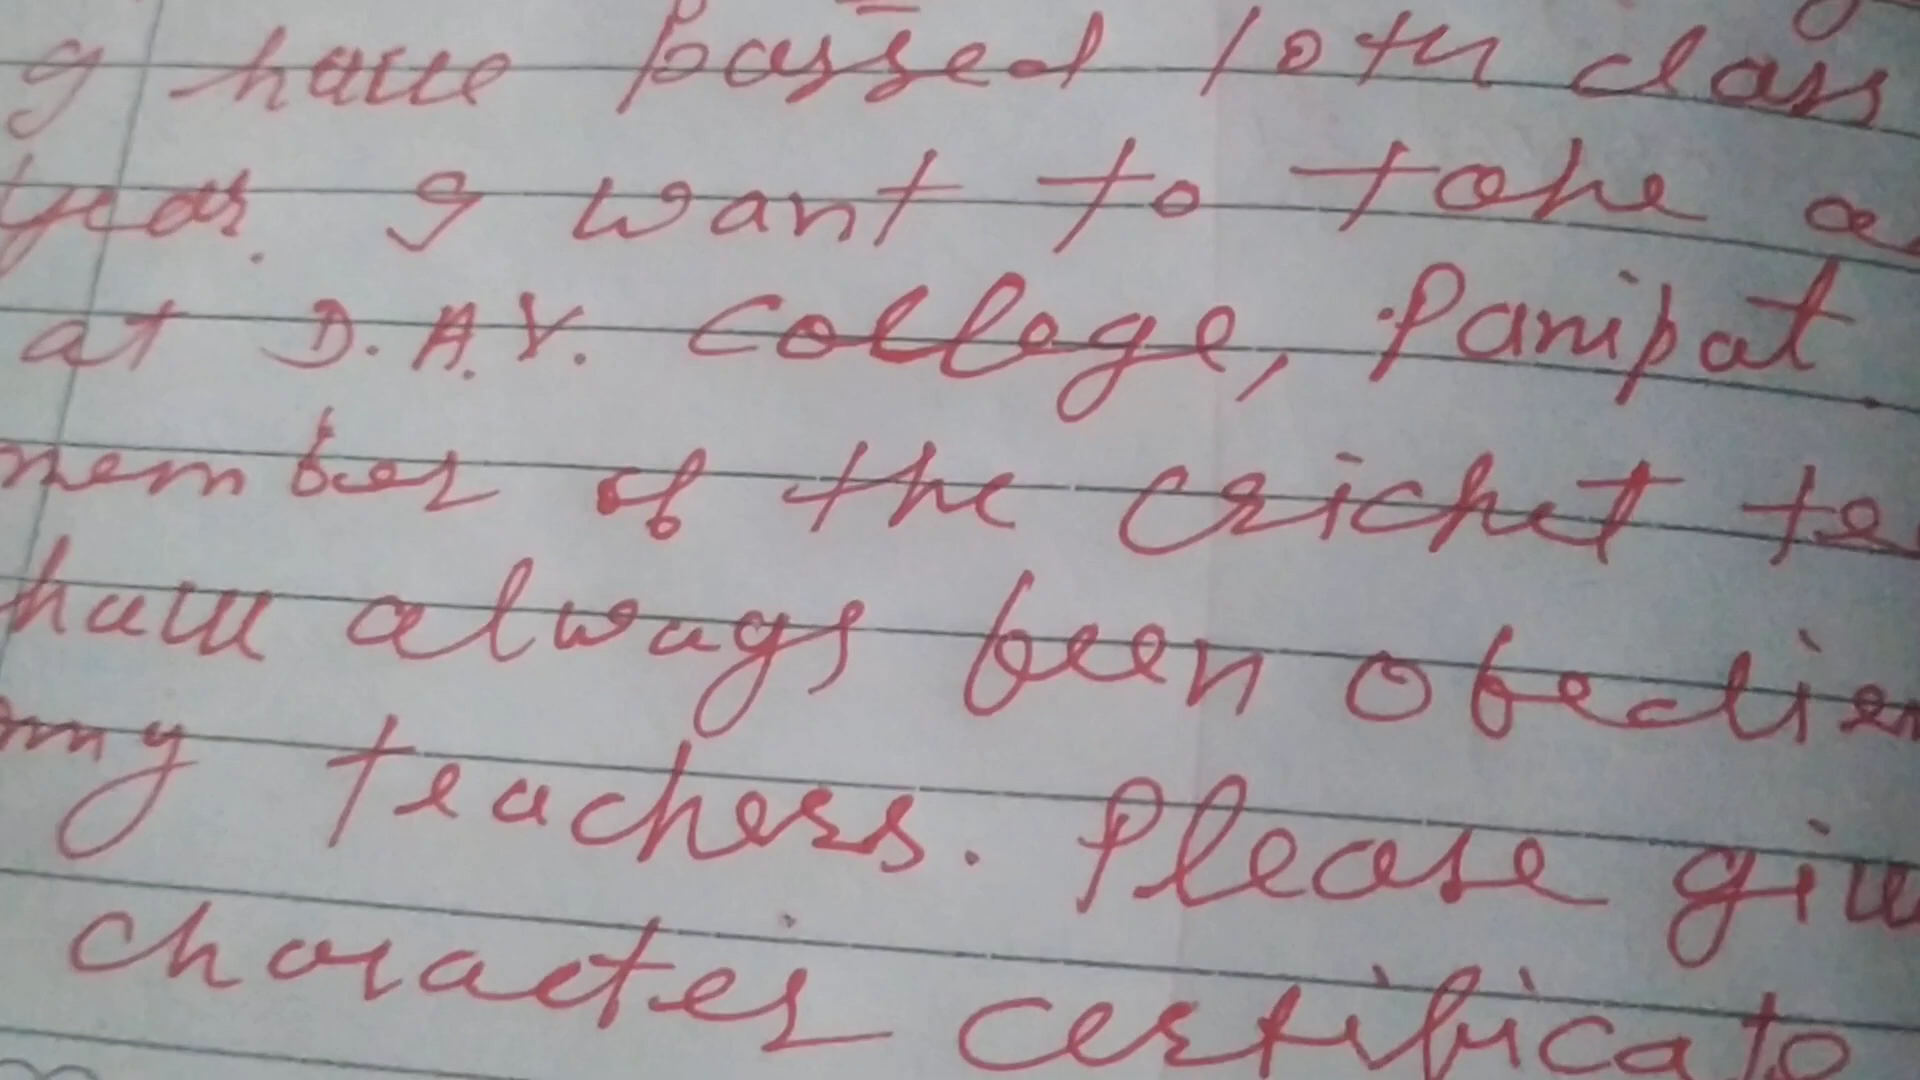 I have passed 10th class
year. I want to take a
at D.A.V. College, Panipat.
member of the cricket te
have always been obedien
my teachers. Please give
character certificate